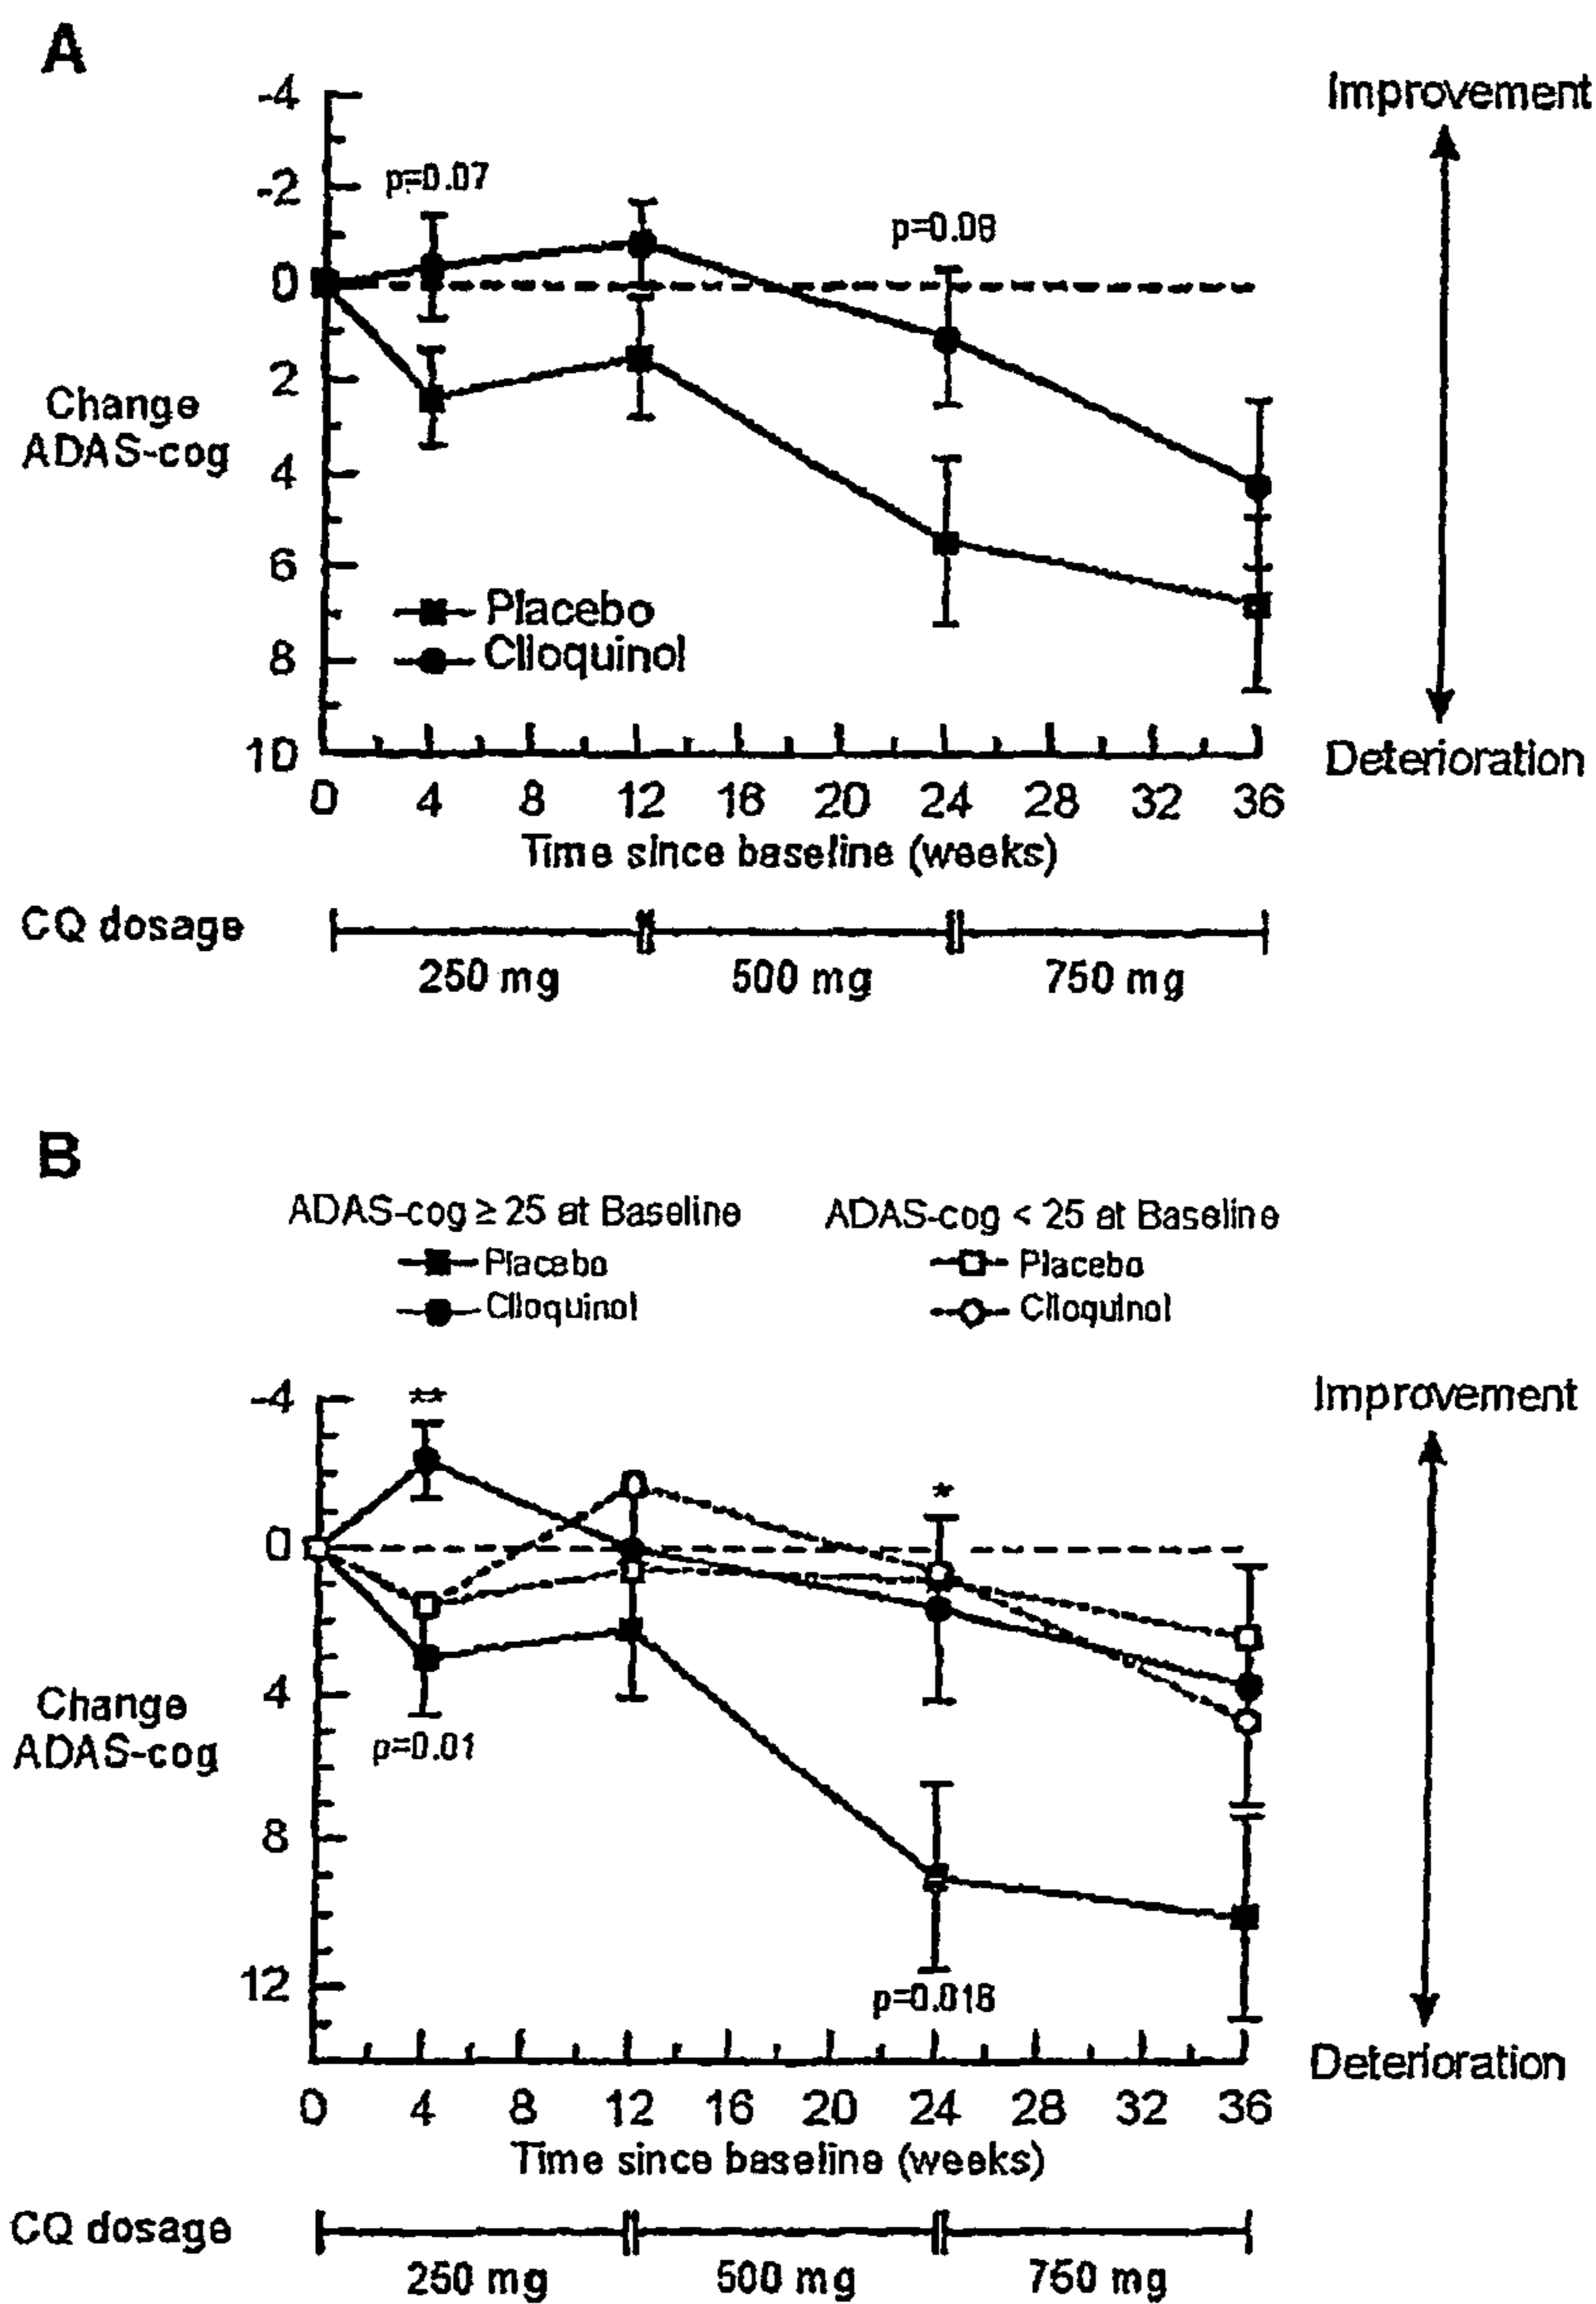 A
Improvement
-4
p=0.07
-2
p=0.08
0
2
Change
ADAS-cog
4
6
Placebo
Clioquinol
8
10
Deterioration
0 4 8 12 16 20 24 28 32 36
Time since baseline (weeks)
CQ dosage
250 mg 500 mg 750 mg
B
ADAS-cog ≥ 25 at Baseline ADAS-cog < 25 at Baseline
Placebo Placebo
Clioquinol Clioquinol
-4 ** Improvement
*
0
4
Change
ADAS-cog
p=0.01
8
12
p=0.016
Deterioration
0 4 8 12 16 20 24 28 32 36
Time since baseline (weeks)
CQ dosage
250 mg 500 mg 750 mg